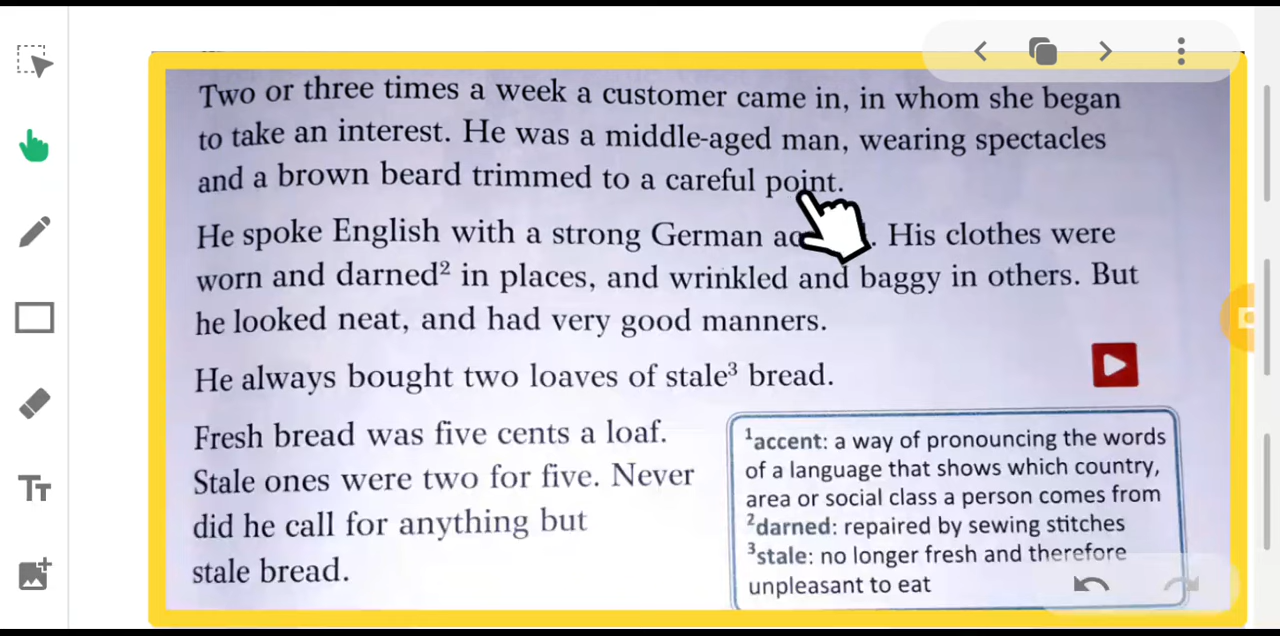 Two or three times a week a customer came in, in whom she began
to take an interest. He was a middle-aged man, wearing spectacles
and a brown beard trimmed to a careful point.
He spoke English with a strong German . His clothes were
worn and darned² in places, and wrinkled and baggy in others. But
he looked neat, and had very good manners.
He always bought two loaves of stale³ bread.
Fresh bread was five cents a loaf.
Stale ones were two for five. Never
did he call for anything but
stale bread.
¹accent: a way of pronouncing the words
of a language that shows which country,
area or social class a person comes from
²darned: repaired by sewing stitches
³stale: no longer fresh and therefore
unpleasant to eat
TT